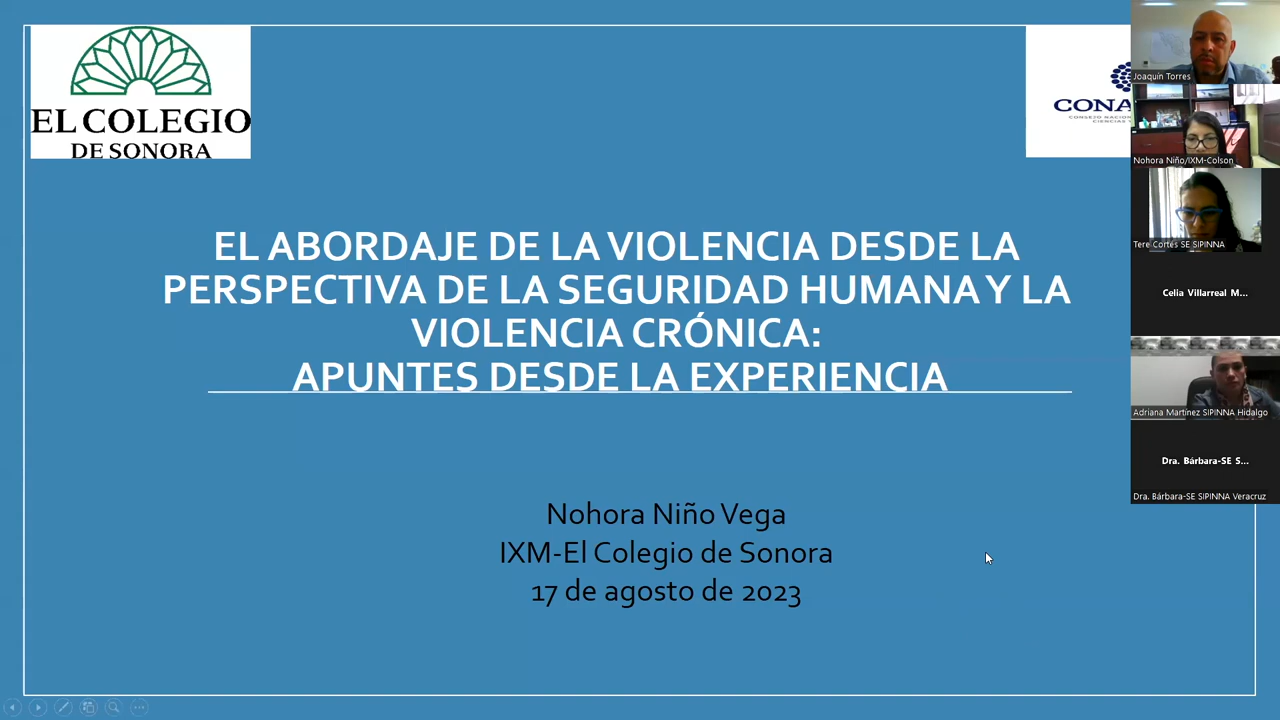 EL COLEGIO
DE SONORA
CONA
CONSEJO NACION
CIENCIAS Y
EL ABORDAJE DE LA VIOLENCIA DESDE LA
PERSPECTIVA DE LA SEGURIDAD HUMANA Y LA
VIOLENCIA CRÓNICA:
APUNTES DESDE LA EXPERIENCIA
Nohora Niño Vega
IXM-El Colegio de Sonora
17 de agosto de 2023
Joaquín Torres
Nohora Niño/IXM-Colson
Tere Cortés SE SIPINNA
Celia Villarreal M...
Adriana Martínez SIPINNA Hidalgo
Dra. Bárbara-SE S...
Dra. Bárbara-SE SIPINNA Veracruz